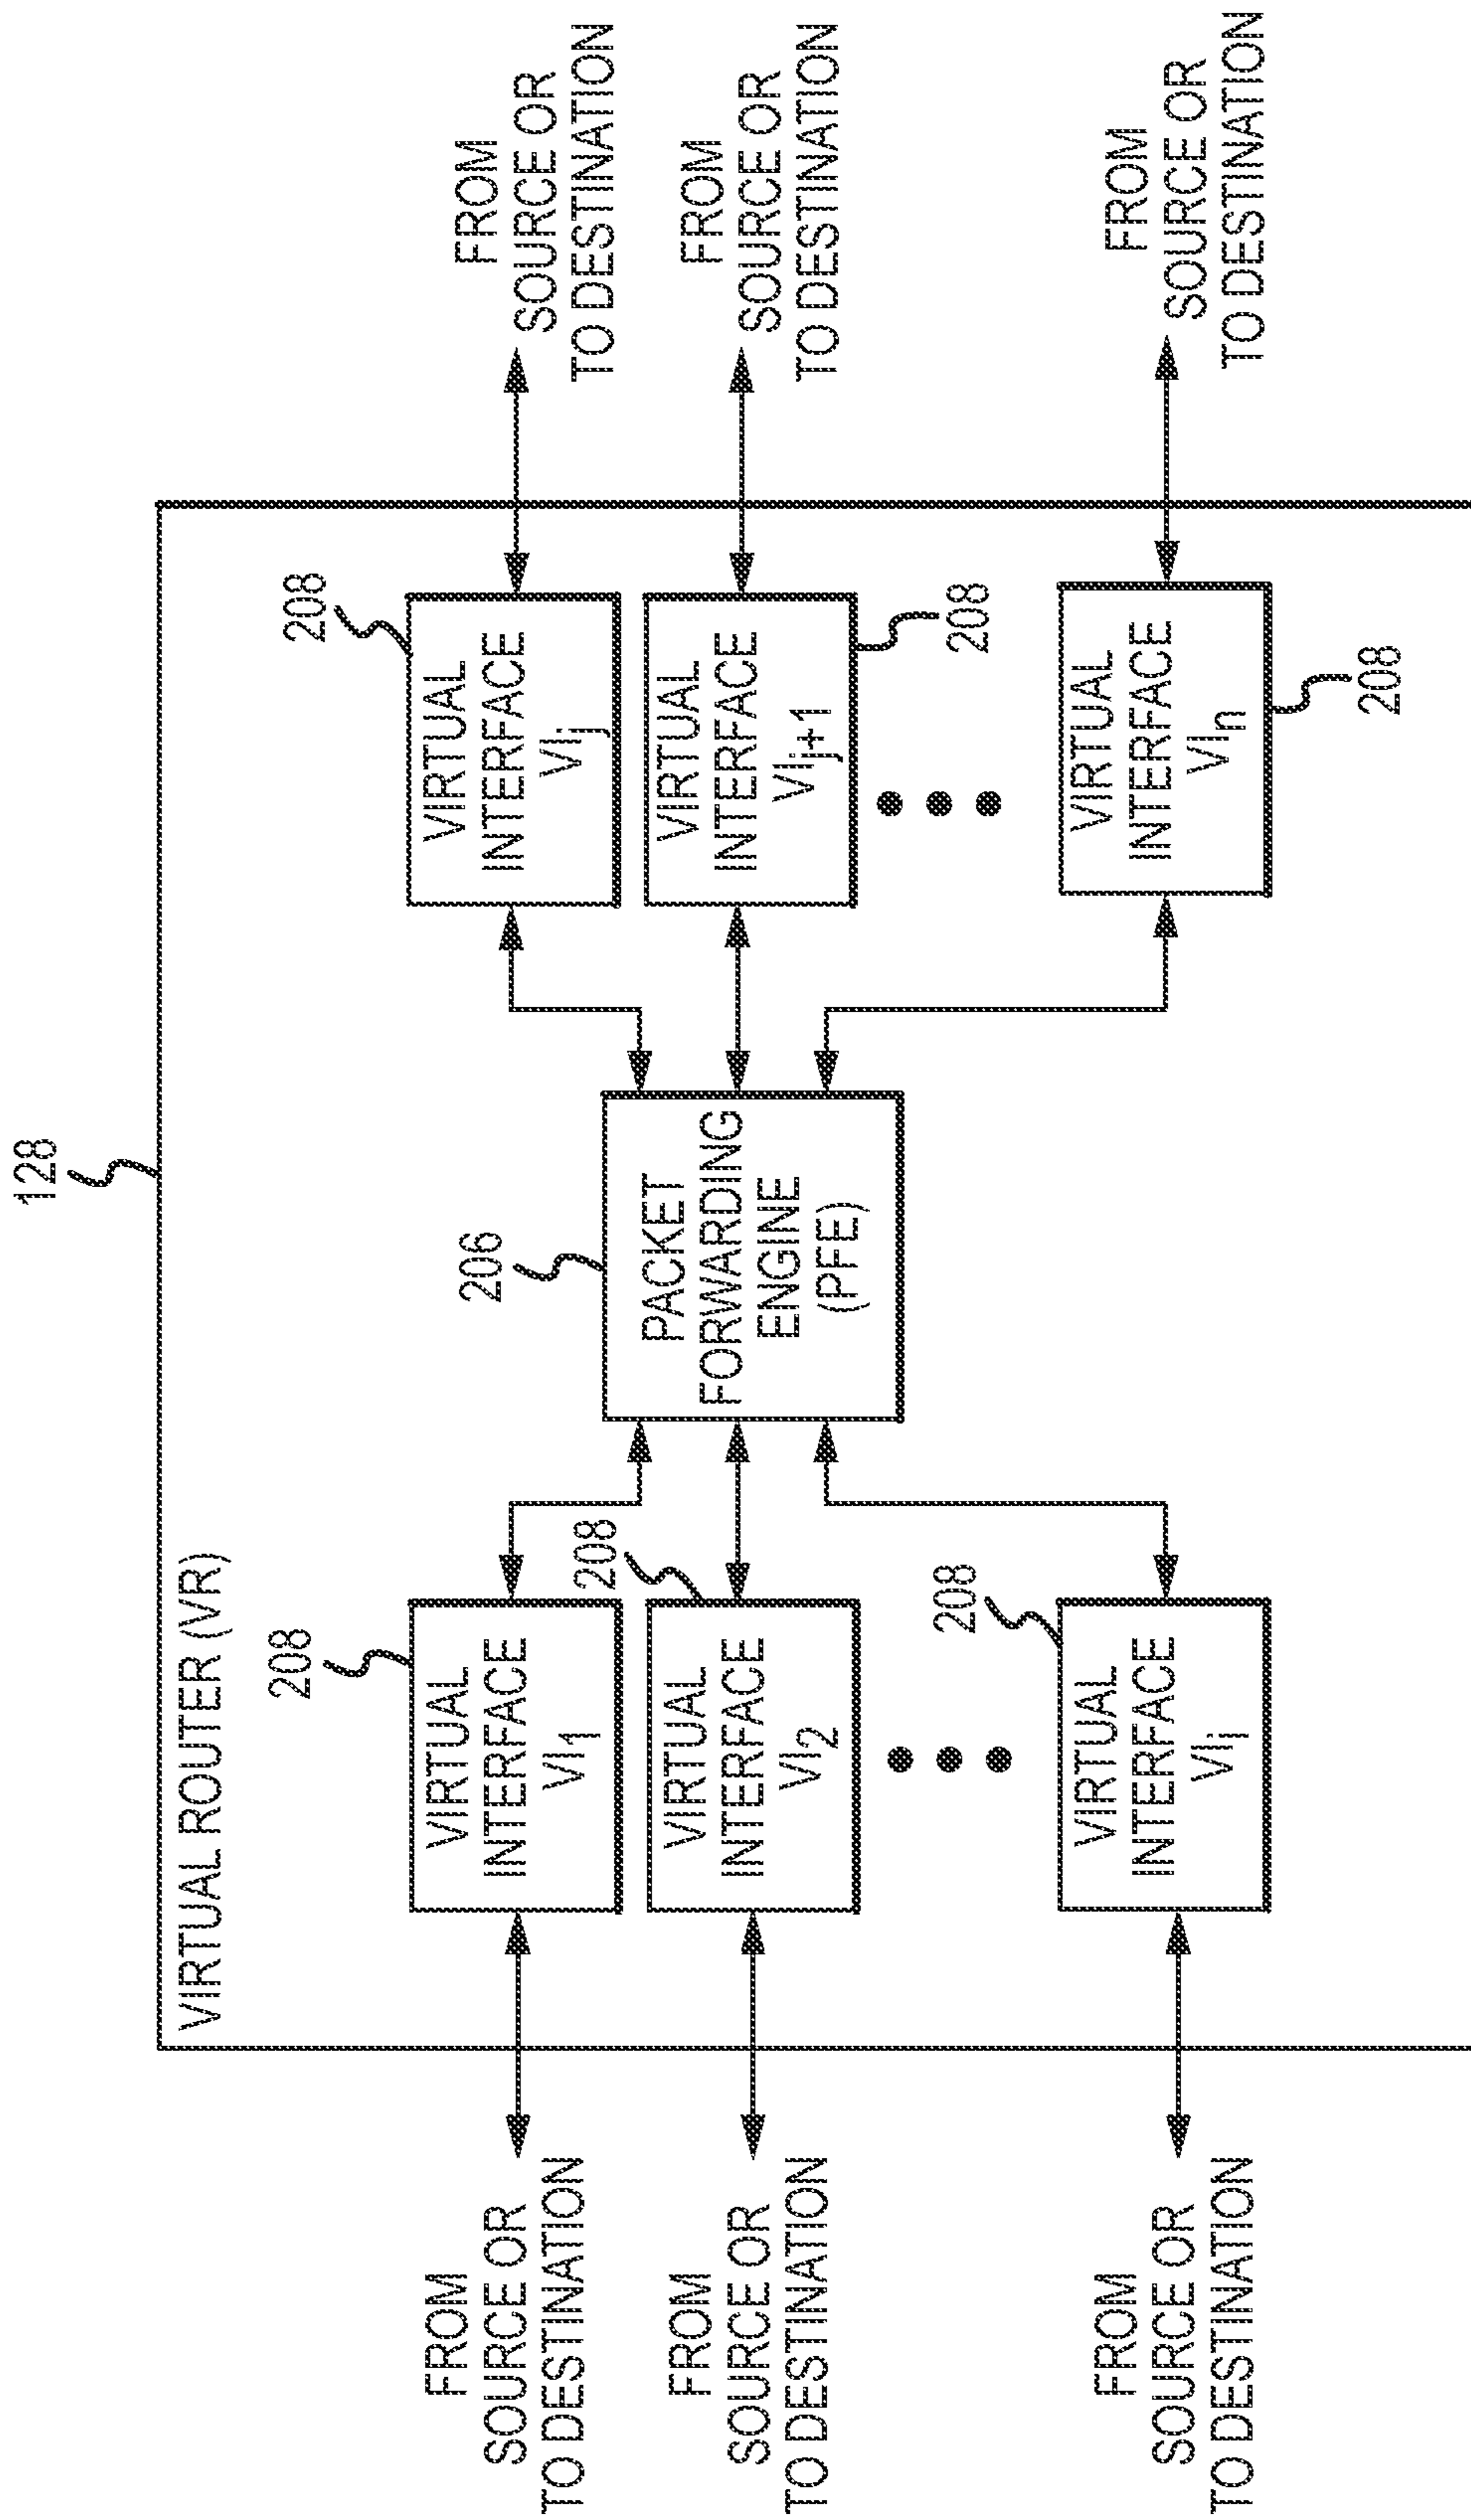 128
VIRTUAL ROUTER (VR)
208
VIRTUAL
INTERFACE
VI1
208
VIRTUAL
INTERFACE
VI2
208
VIRTUAL
INTERFACE
VIi
206
PACKET
FORWARDING
ENGINE
(PFE)
208
VIRTUAL
INTERFACE
VIj
VIRTUAL
INTERFACE
VIj+1
208
VIRTUAL
INTERFACE
VIn
208
FROM
SOURCE OR
TO DESTINATION
FROM
SOURCE OR
TO DESTINATION
FROM
SOURCE OR
TO DESTINATION
FROM
SOURCE OR
TO DESTINATION
FROM
SOURCE OR
TO DESTINATION
FROM
SOURCE OR
TO DESTINATION